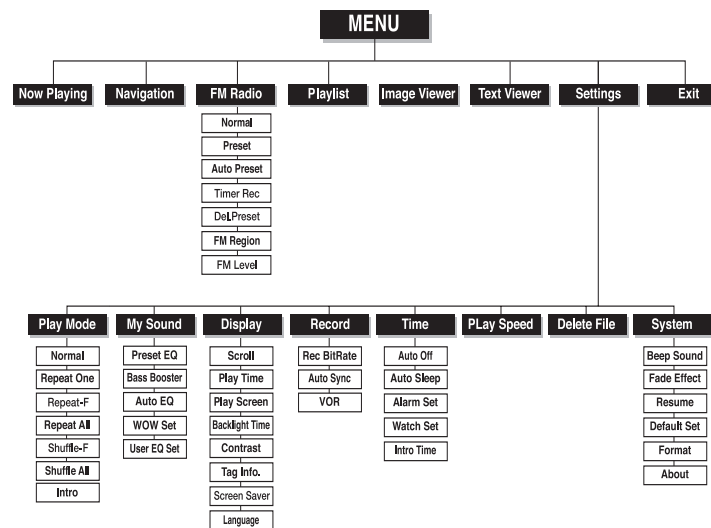 MENU
Now Playing
Navigation
FM Radio
Playlist
Image Viewer
Text Viewer
Settings
Exit
Normal
Preset
Auto Preset
Timer Rec
Del.Preset
FM Region
FM Level
Play Mode
My Sound
Display
Record
Time
PLay Speed
Delete File
System
Normal
Repeat One
Repeat-F
Repeat All
Shuffle-F
Shuffle All
Intro
Preset EQ
Bass Booster
Auto EQ
WOW Set
User EQ Set
Scroll
Play Time
Play Screen
Backlight Time
Contrast
Tag Info.
Screen Saver
Language
Rec BitRate
Auto Sync
VOR
Auto Off
Auto Sleep
Alarm Set
Watch Set
Intro Time
Beep Sound
Fade Effect
Resume
Default Set
Format
About